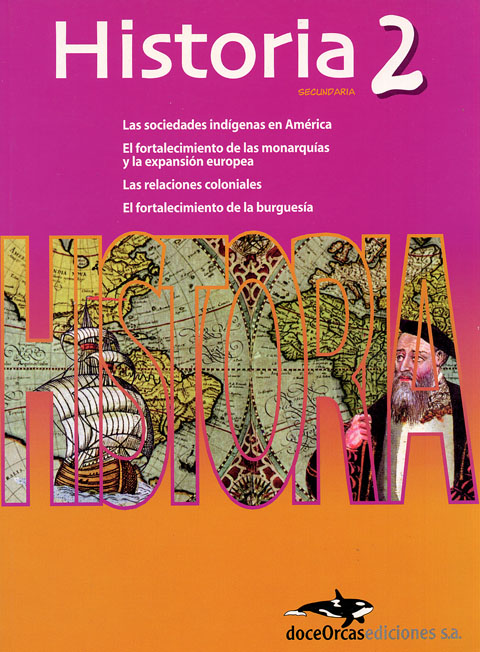 Historia 2
SECUNDARIA
Las sociedades indígenas en América
El fortalecimiento de las monarquías
y la expansión europea
Las relaciones coloniales
El fortalecimiento de la burguesía
HISTORIA
doceOrcasediciones s.a.